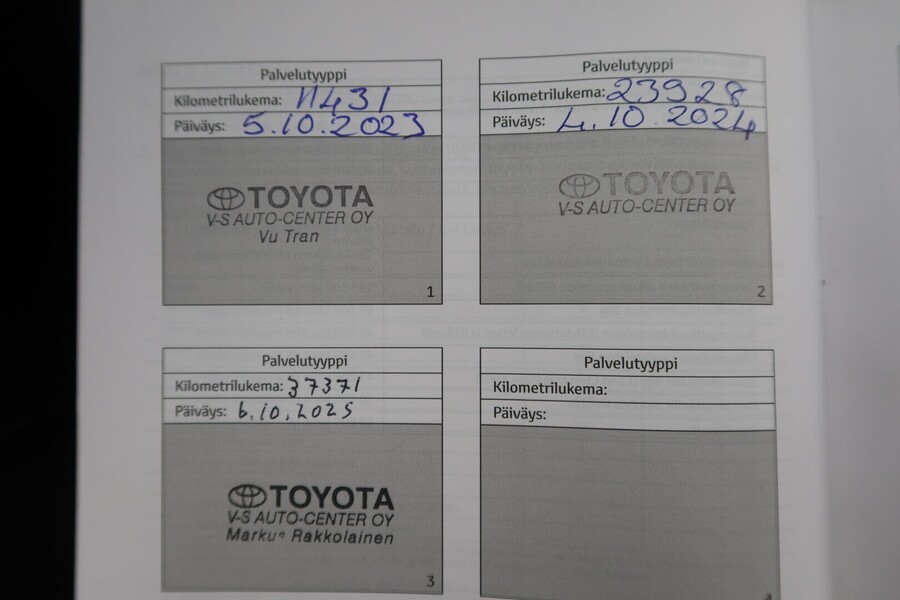 Palvelutyyppi
Kilometrilukema: 11431
Päiväys: 5.10.2023
TOYOTA
V-S AUTO-CENTER OY
Vu Tran
1
Palvelutyyppi
Kilometrilukema: 23928
Päiväys: 4.10.2024
TOYOTA
V-S AUTO-CENTER OY
2
Palvelutyyppi
Kilometrilukema: 37371
Päiväys: 6.10.2025
TOYOTA
V-S AUTO-CENTER OY
Markus Rakkolainen
3
Palvelutyyppi
Kilometrilukema:
Päiväys: